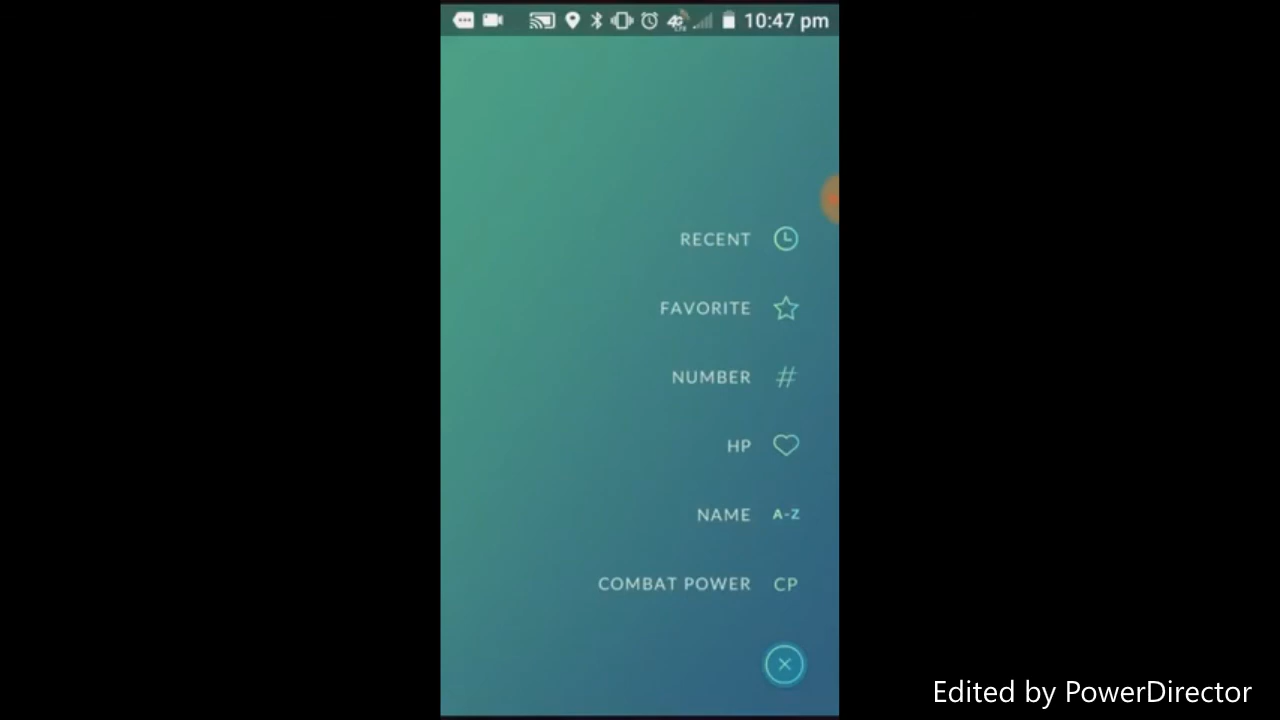 10:47 pm
RECENT
FAVORITE
NUMBER #
HP
NAME A-Z
COMBAT POWER CP
Edited by PowerDirector